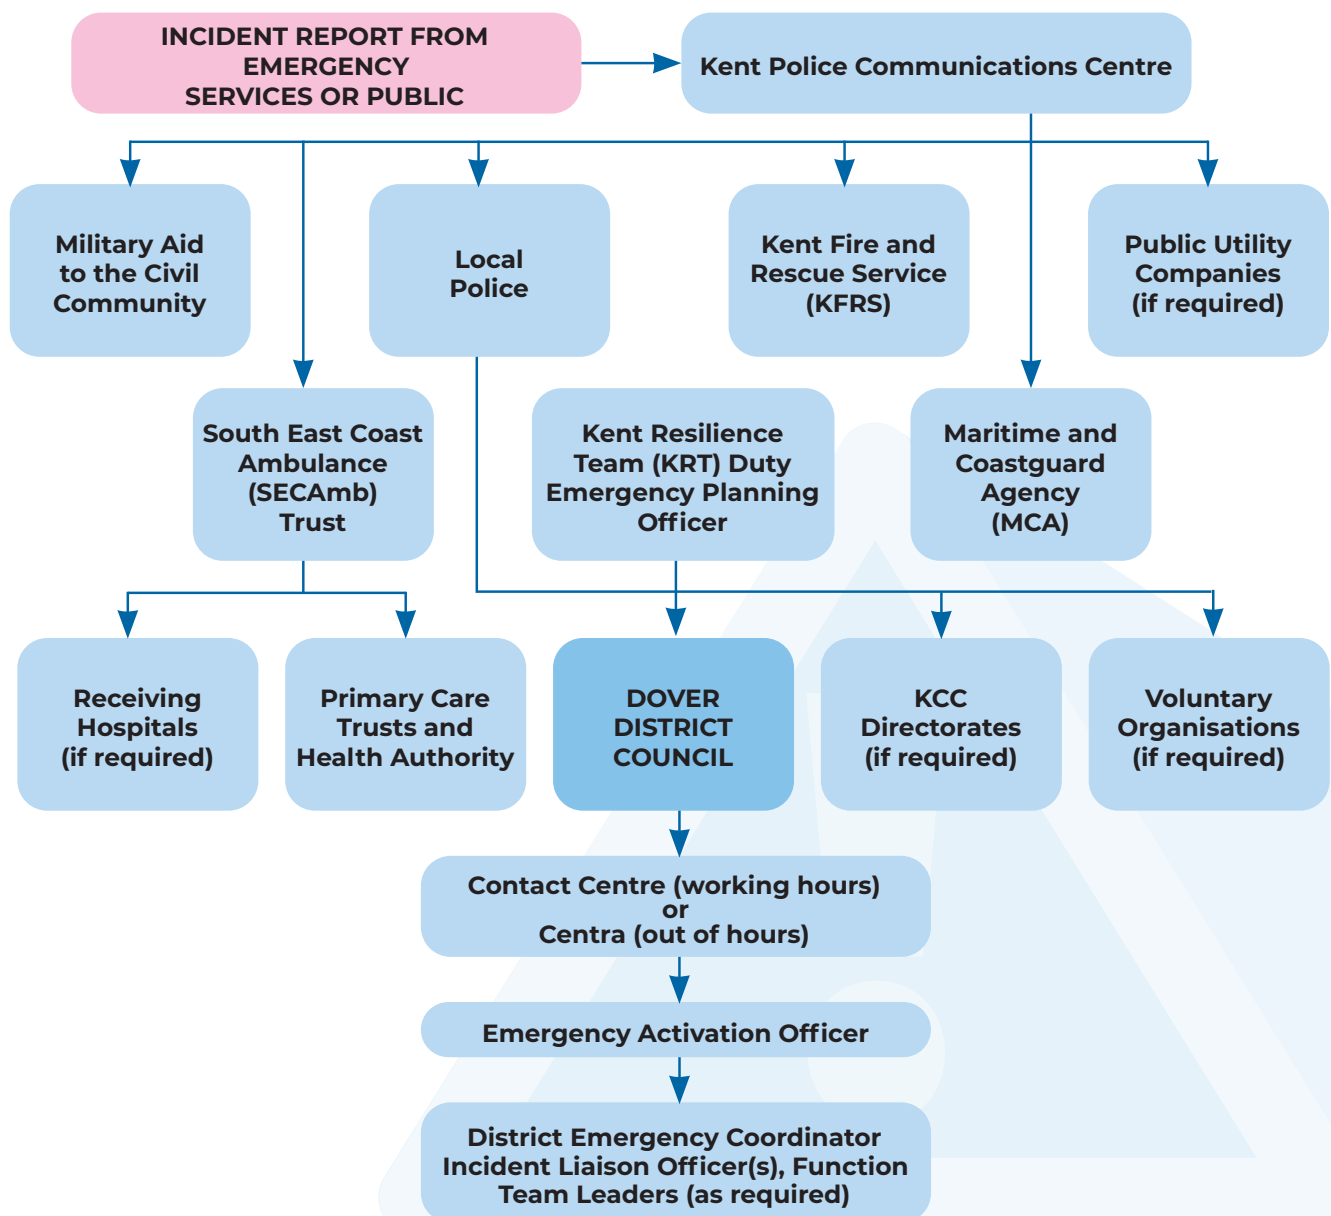 INCIDENT REPORT FROM
EMERGENCY
SERVICES OR PUBLIC
Kent Police Communications Centre
Military Aid
to the Civil
Community
Local
Police
Kent Fire and
Rescue Service
(KFRS)
Public Utility
Companies
(if required)
South East Coast
Ambulance
(SECAmb)
Trust
Kent Resilience
Team (KRT) Duty
Emergency Planning
Officer
Maritime and
Coastguard
Agency
(MCA)
Receiving
Hospitals
(if required)
Primary Care
Trusts and
Health Authority
DOVER
DISTRICT
COUNCIL
KCC
Directorates
(if required)
Voluntary
Organisations
(if required)
Contact Centre (working hours)
or
Centra (out of hours)
Emergency Activation Officer
District Emergency Coordinator
Incident Liaison Officer(s), Function
Team Leaders (as required)